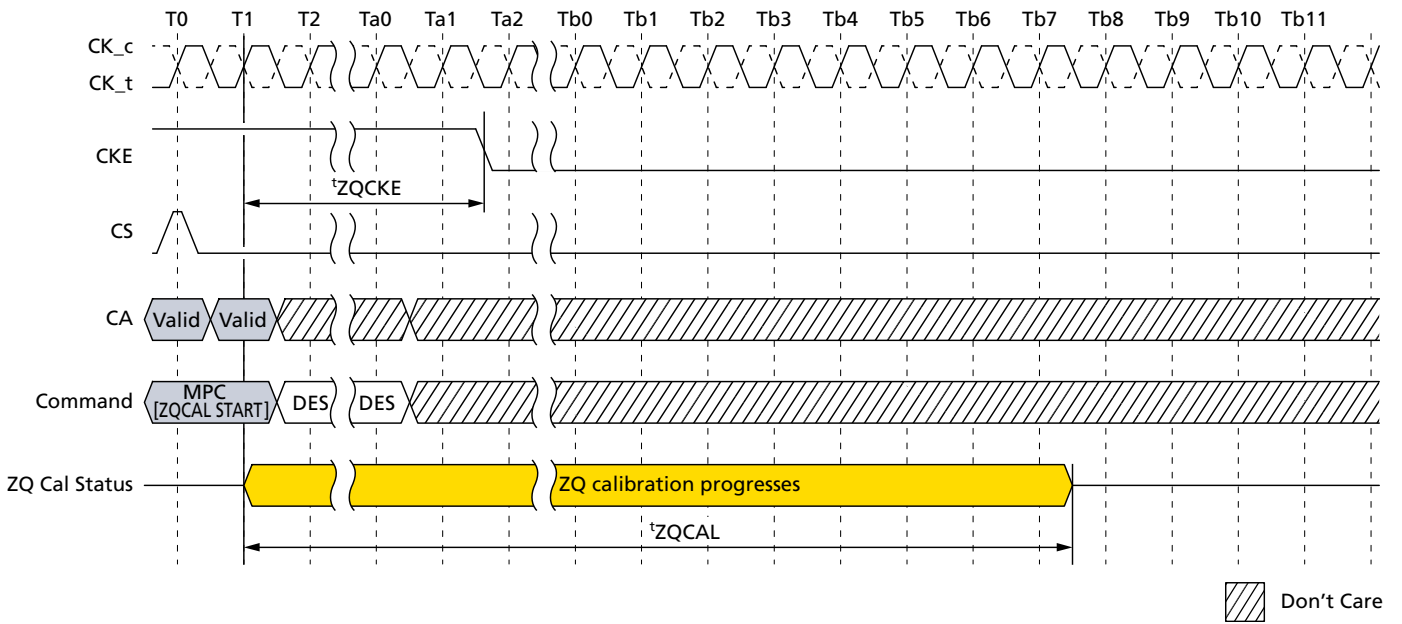 T0 T1 T2 Ta0 Ta1 Ta2 Tb0 Tb1 Tb2 Tb3 Tb4 Tb5 Tb6 Tb7 Tb8 Tb9 Tb10 Tb11
CK_c
CK_t
CKE
tZQCKE
CS
CA Valid Valid
Command MPC [ZQCAL START] DES DES
ZQ Cal Status ZQ calibration progresses
tZQCAL
Don't Care